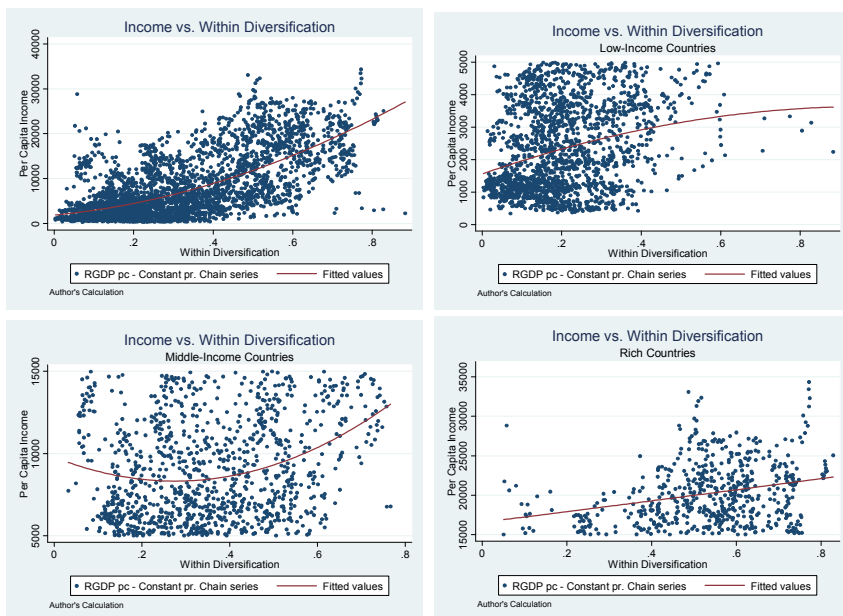 Income vs. Within Diversification
Per Capita Income
40000
30000
20000
10000
0
0 .2 .4 .6 .8
Within Diversification
RGDP pc - Constant pr. Chain series Fitted values
Author's Calculation
Income vs. Within Diversification
Low-Income Countries
Per Capita Income
5000
4000
3000
2000
1000
0
0 .2 .4 .6 .8
Within Diversification
RGDP pc - Constant pr. Chain series Fitted values
Author's Calculation
Income vs. Within Diversification
Middle-Income Countries
Per Capita Income
15000
10000
5000
0 .2 .4 .6 .8
Within Diversification
RGDP pc - Constant pr. Chain series Fitted values
Author's Calculation
Income vs. Within Diversification
Rich Countries
Per Capita Income
35000
30000
25000
20000
15000
0 .2 .4 .6 .8
Within Diversification
RGDP pc - Constant pr. Chain series Fitted values
Author's Calculation